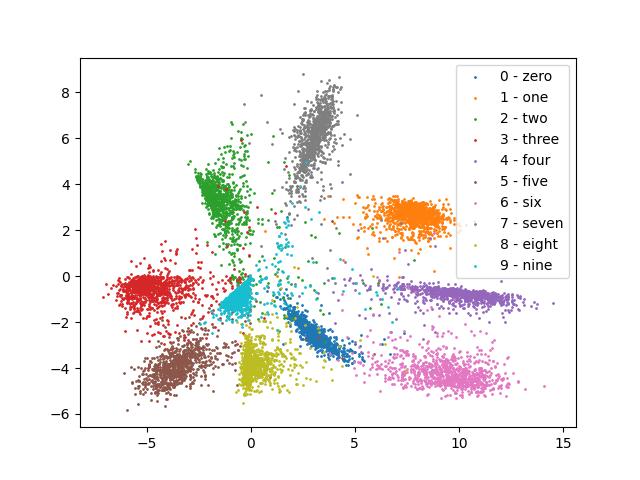 8
6
4
2
0
−2
−4
−6
−5
0
5
10
15
0 - zero
1 - one
2 - two
3 - three
4 - four
5 - five
6 - six
7 - seven
8 - eight
9 - nine